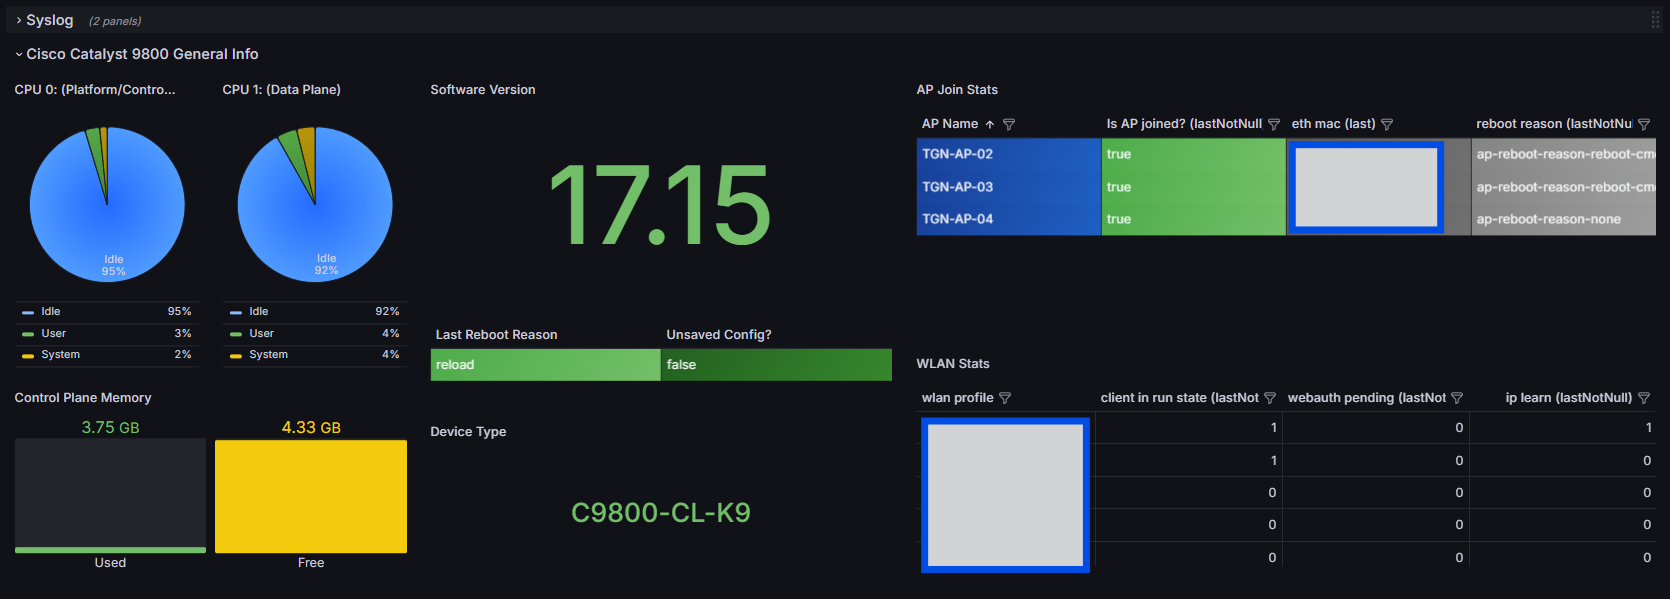 Syslog (2 panels)
Cisco Catalyst 9800 General Info
CPU 0: (Platform/Contro...
Idle
95%
Idle 95%
User 3%
System 2%
CPU 1: (Data Plane)
Idle
92%
Idle 92%
User 4%
System 4%
Control Plane Memory
3.75 GB
Used
4.33 GB
Free
Software Version
17.15
Last Reboot Reason Unsaved Config?
reload false
Device Type
C9800-CL-K9
AP Join Stats
AP Name Is AP joined? (lastNotNull eth mac (last) reboot reason (lastNotNu
TGN-AP-02 true ap-reboot-reason-reboot-cm
TGN-AP-03 true ap-reboot-reason-reboot-cm
TGN-AP-04 true ap-reboot-reason-none
WLAN Stats
wlan profile client in run state (lastNot webauth pending (lastNot ip learn (lastNotNull)
1 0 1
1 0 0
0 0 0
0 0 0
0 0 0